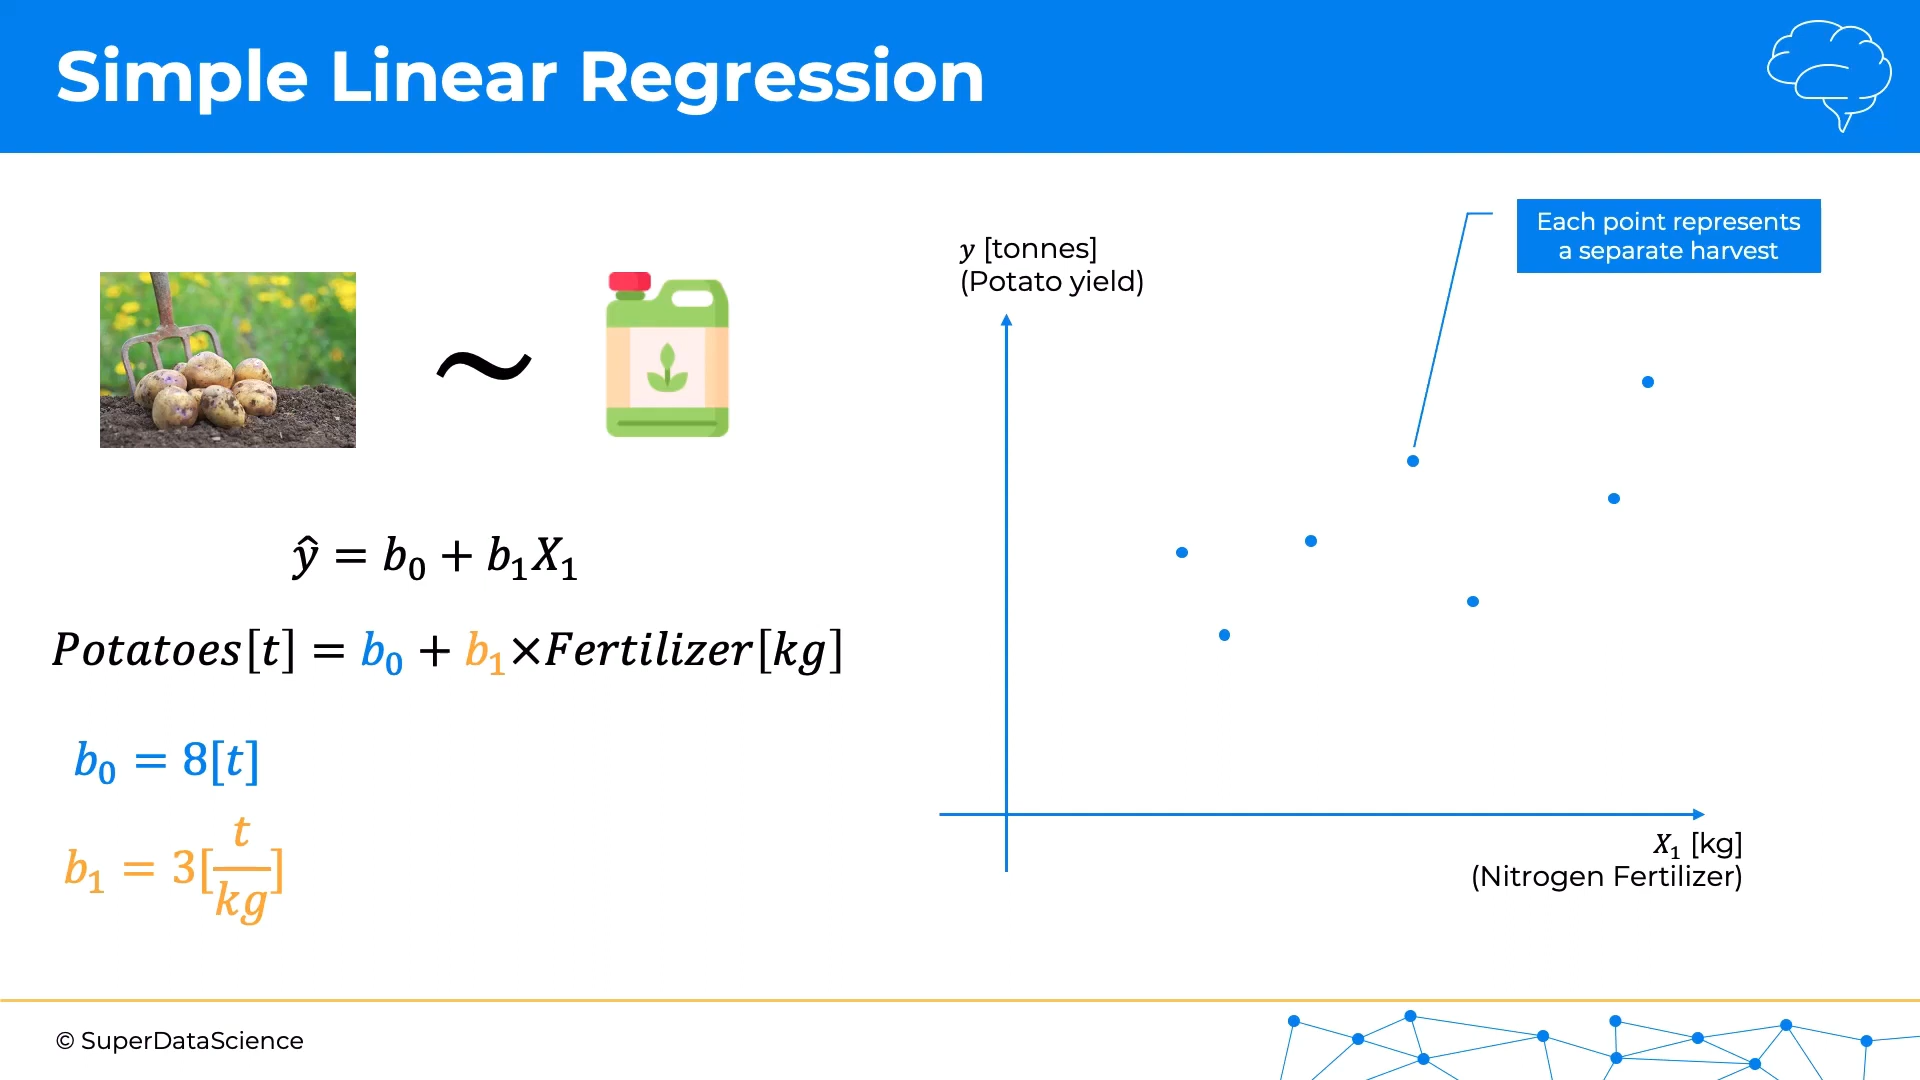 Simple Linear Regression
Each point represents
a separate harvest
y [tonnes]
(Potato yield)
~
ŷ = b₀ + b₁X₁
Potatoes[t] = b₀ + b₁×Fertilizer[kg]
b₀ = 8[t]
b₁ = 3[t/kg]
X₁ [kg]
(Nitrogen Fertilizer)
© SuperDataScience